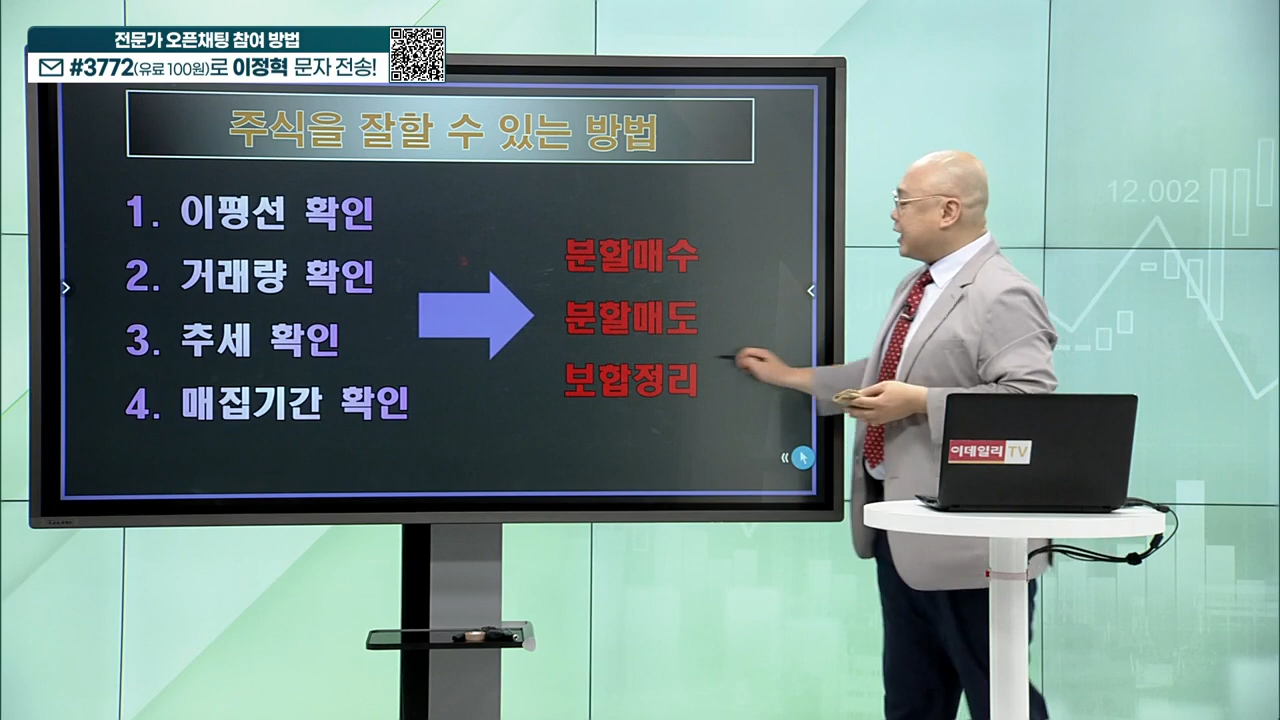 전문가 오픈채팅 참여 방법
#3772(유료 100원)로 이정혁 문자 전송!
주식을 잘할 수 있는 방법
1. 이평선 확인
2. 거래량 확인
3. 추세 확인
4. 매집기간 확인
분활매수
분활매도
보합정리
12.002
이데일리 TV